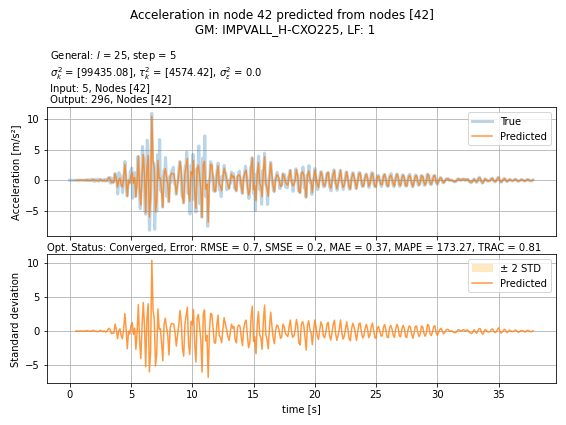 Acceleration in node 42 predicted from nodes [42]
GM: IMPVALL_H-CXO225, LF: 1
General: l = 25, step = 5
σ²ₖ = [99435.08], τ²ₖ = [4574.42], σ²ε = 0.0
Input: 5, Nodes [42]
Output: 296, Nodes [42]
10
5
0
−5
Acceleration [m/s²]
True
Predicted
Opt. Status: Converged, Error: RMSE = 0.7, SMSE = 0.2, MAE = 0.37, MAPE = 173.27, TRAC = 0.81
10
5
0
−5
Standard deviation
± 2 STD
Predicted
0 5 10 15 20 25 30 35
time [s]